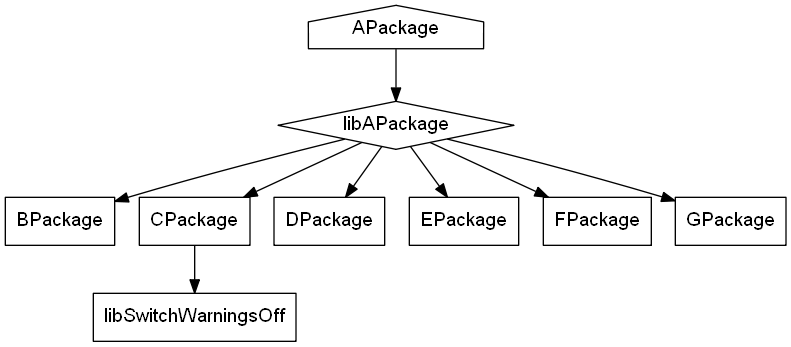 APackage
libAPackage
BPackage
CPackage
DPackage
EPackage
FPackage
GPackage
libSwitchWarningsOff